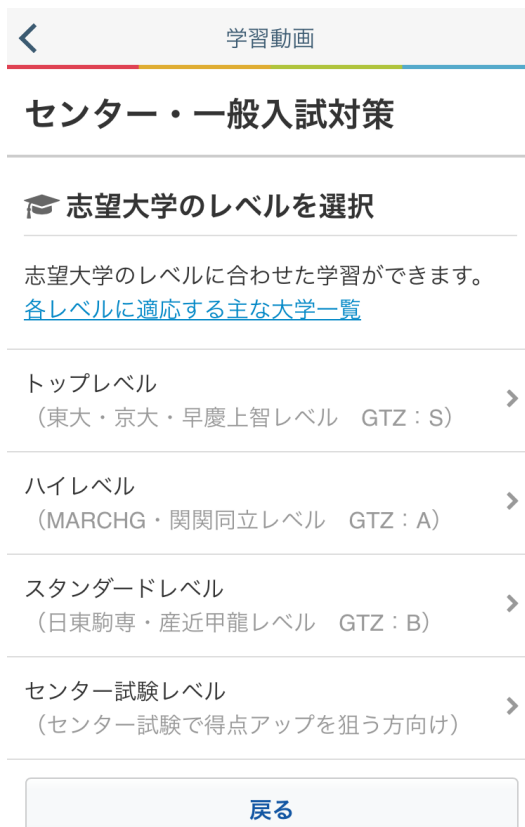 学習動画
センター・一般入試対策
志望大学のレベルを選択
志望大学のレベルに合わせた学習ができます。
各レベルに適応する主な大学一覧
トップレベル
（東大・京大・早慶上智レベル　GTZ：S）
ハイレベル
（MARCHG・関関同立レベル　GTZ：A）
スタンダードレベル
（日東駒専・産近甲龍レベル　GTZ：B）
センター試験レベル
（センター試験で得点アップを狙う方向け）
戻る